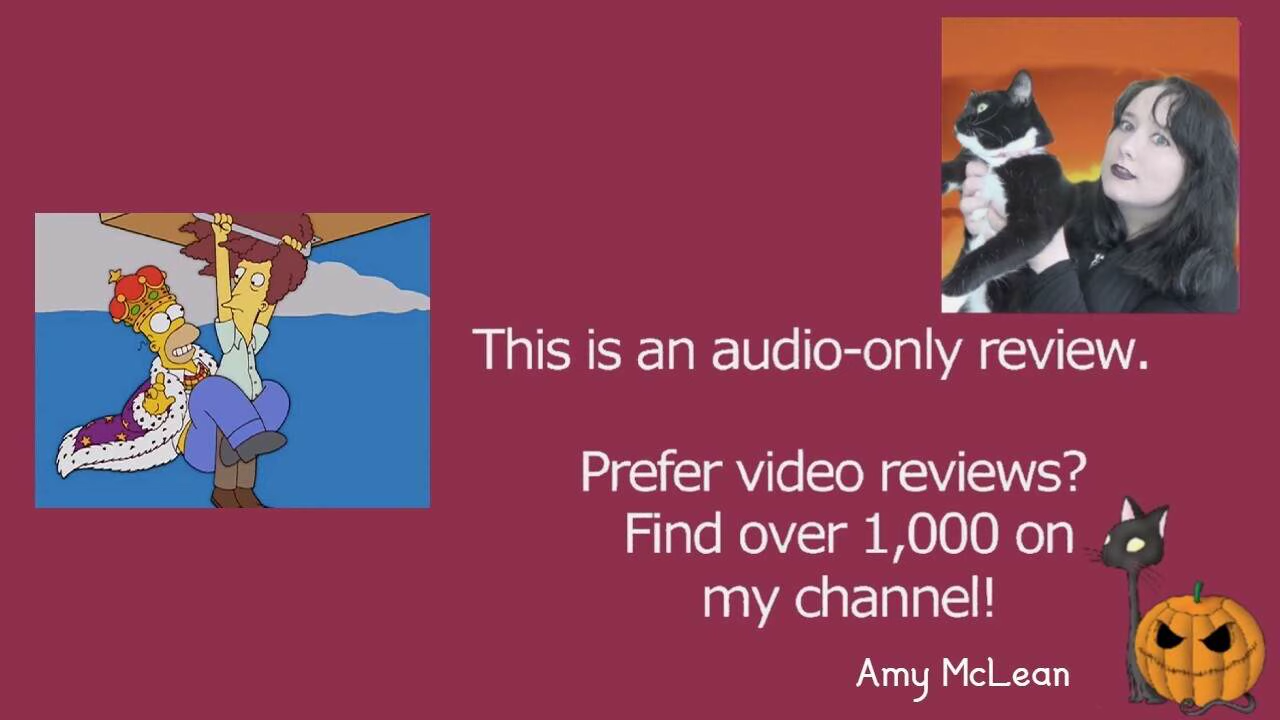 This is an audio-only review.
Prefer video reviews?
Find over 1,000 on
my channel!
Amy McLean